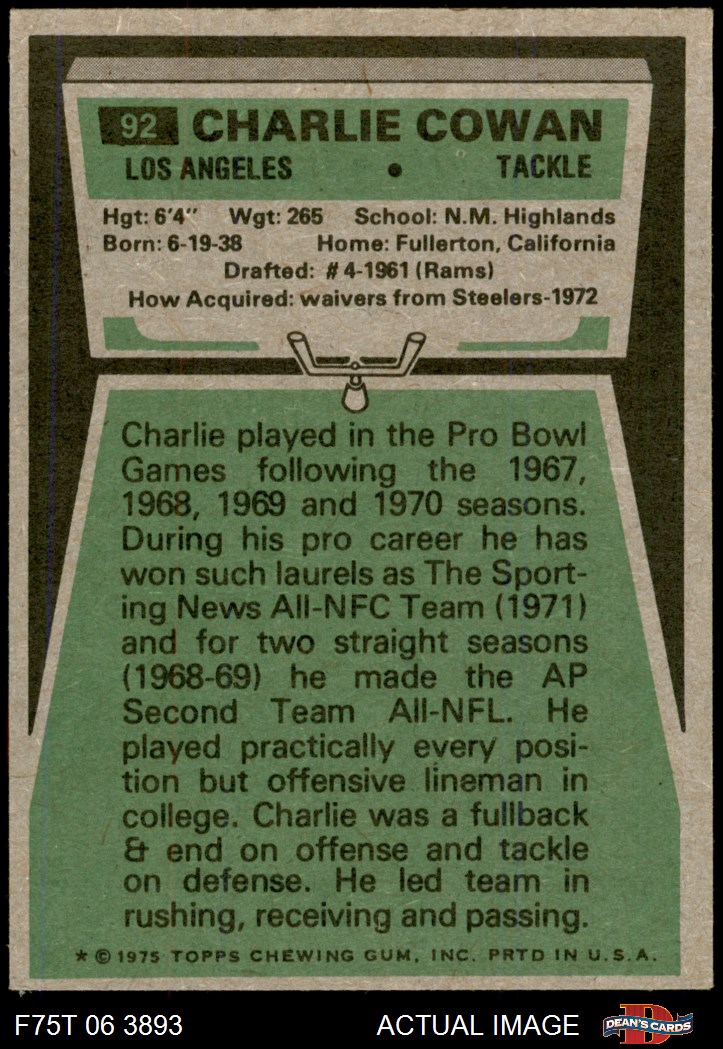 92 CHARLIE COWAN
LOS ANGELES • TACKLE
Hgt: 6'4" Wgt: 265 School: N.M. Highlands
Born: 6-19-38 Home: Fullerton, California
Drafted: #4-1961 (Rams)
How Acquired: waivers from Steelers-1972
Charlie played in the Pro Bowl
Games following the 1967,
1968, 1969 and 1970 seasons.
During his pro career he has
won such laurels as The Sport-
ing News All-NFC Team (1971)
and for two straight seasons
(1968-69) he made the AP
Second Team All-NFL. He
played practically every posi-
tion but offensive lineman in
college. Charlie was a fullback
& end on offense and tackle
on defense. He led team in
rushing, receiving and passing.
* © 1975 TOPPS CHEWING GUM, INC. PRTD IN U.S.A.
F75T 06 3893 ACTUAL IMAGE
D
DEAN'S CARDS